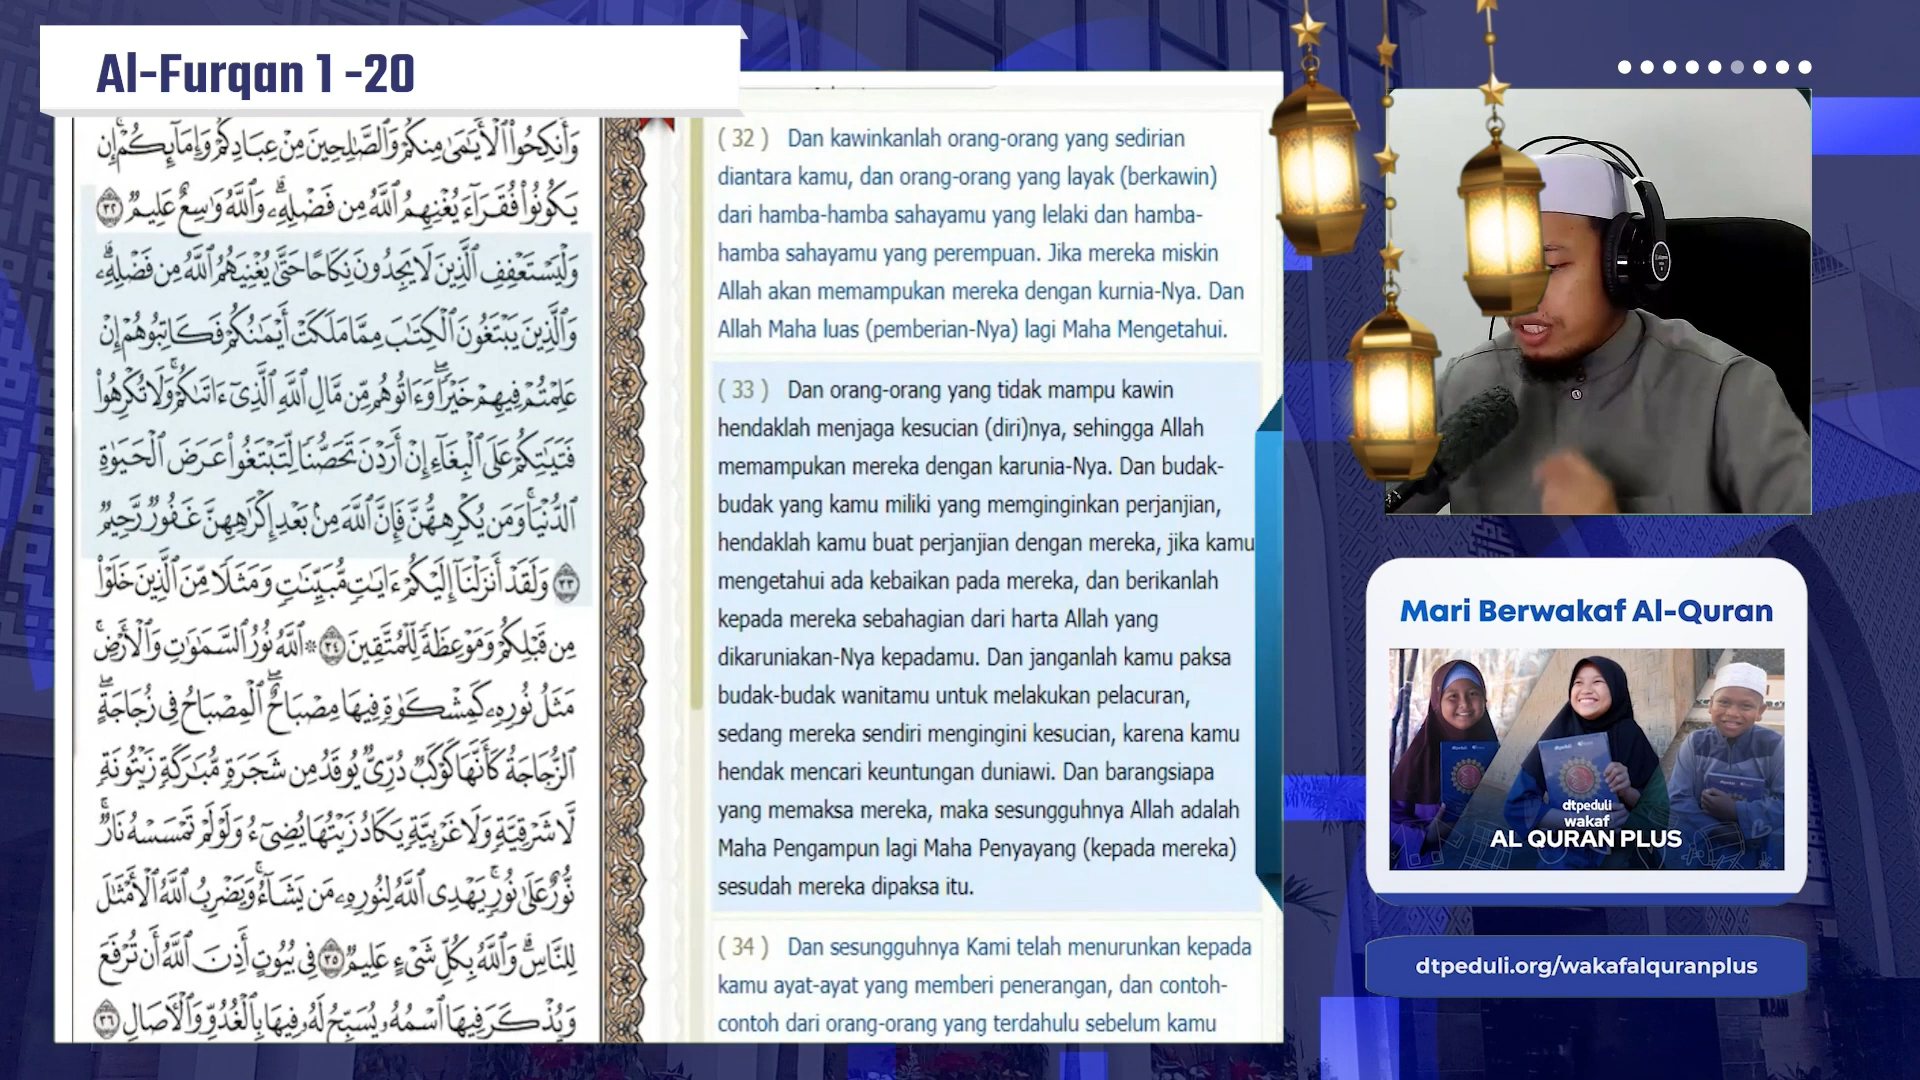 Al-Furqan 1 -20
وَأَنكِحُوا۟ ٱلْأَيَـٰمَىٰ مِنكُمْ وَٱلصَّـٰلِحِينَ مِنْ عِبَادِكُمْ وَإِمَآئِكُمْ ۚ إِن
يَكُونُوا۟ فُقَرَآءَ يُغْنِهِمُ ٱللَّهُ مِن فَضْلِهِۦ ۗ وَٱللَّهُ وَٰسِعٌ عَلِيمٌ ٣٢
وَلْيَسْتَعْفِفِ ٱلَّذِينَ لَا يَجِدُونَ نِكَاحًا حَتَّىٰ يُغْنِيَهُمُ ٱللَّهُ مِن فَضْلِهِۦ ۗ
وَٱلَّذِينَ يَبْتَغُونَ ٱلْكِتَـٰبَ مِمَّا مَلَكَتْ أَيْمَـٰنُكُمْ فَكَاتِبُوهُمْ إِنْ
عَلِمْتُمْ فِيهِمْ خَيْرًا ۖ وَءَاتُوهُم مِّن مَّالِ ٱللَّهِ ٱلَّذِىٓ ءَاتَىٰكُمْ ۚ وَلَا تُكْرِهُوا۟
فَتَيَـٰتِكُمْ عَلَى ٱلْبِغَآءِ إِنْ أَرَدْنَ تَحَصُّنًا لِّتَبْتَغُوا۟ عَرَضَ ٱلْحَيَوٰةِ
ٱلدُّنْيَا ۚ وَمَن يُكْرِههُّنَّ فَإِنَّ ٱللَّهَ مِنۢ بَعْدِ إِكْرَٰهِهِنَّ غَفُورٌ رَّحِيمٌ
٣٣ وَلَقَدْ أَنزَلْنَآ إِلَيْكُمْ ءَايَـٰتٍ مُّبَيِّنَـٰتٍ وَمَثَلًا مِّنَ ٱلَّذِينَ خَلَوْا۟
مِن قَبْلِكُمْ وَمَوْعِظَةً لِّلْمُتَّقِينَ ٣٤ ۞ ٱللَّهُ نُورُ ٱلسَّمَـٰوَٰتِ وَٱلْأَرْضِ ۚ
مَثَلُ نُورِهِۦ كَمِشْكَوٰةٍ فِيهَا مِصْبَاحٌ ۖ ٱلْمِصْبَاحُ فِى زُجَاجَةٍ ۖ
ٱلزُّجَاجَةُ كَأَنَّهَا كَوْكَبٌ دُرِّىٌّ يُوقَدُ مِن شَجَرَةٍ مُّبَـٰرَكَةٍ زَيْتُونَةٍ
لَّا شَرْقِيَّةٍ وَلَا غَرْبِيَّةٍ يَكَادُ زَيْتُهَا يُضِىٓءُ وَلَوْ لَمْ تَمْسَسْهُ نَارٌ ۚ
نُّورٌ عَلَىٰ نُورٍ ۗ يَهْدِى ٱللَّهُ لِنُورِهِۦ مَن يَشَآءُ ۚ وَيَضْرِبُ ٱللَّهُ ٱلْأَمْثَـٰلَ
لِلنَّاسِ ۗ وَٱللَّهُ بِكُلِّ شَىْءٍ عَلِيمٌ ٣٥ فِى بُيُوتٍ أَذِنَ ٱللَّهُ أَن تُرْفَعَ
وَيُذْكَرَ فِيهَا ٱسْمُهُۥ يُسَبِّحُ لَهُۥ فِيهَا بِٱلْغُدُوِّ وَٱلْـَٔاصَالِ ٣٦
( 32 ) Dan kawinkanlah orang-orang yang sedirian
diantara kamu, dan orang-orang yang layak (berkawin)
dari hamba-hamba sahayamu yang lelaki dan hamba-
hamba sahayamu yang perempuan. Jika mereka miskin
Allah akan memampukan mereka dengan kurnia-Nya. Dan
Allah Maha luas (pemberian-Nya) lagi Maha Mengetahui.
( 33 ) Dan orang-orang yang tidak mampu kawin
hendaklah menjaga kesucian (diri)nya, sehingga Allah
memampukan mereka dengan karunia-Nya. Dan budak-
budak yang kamu miliki yang memginginkan perjanjian,
hendaklah kamu buat perjanjian dengan mereka, jika kamu
mengetahui ada kebaikan pada mereka, dan berikanlah
kepada mereka sebahagian dari harta Allah yang
dikaruniakan-Nya kepadamu. Dan janganlah kamu paksa
budak-budak wanitamu untuk melakukan pelacuran,
sedang mereka sendiri mengingini kesucian, karena kamu
hendak mencari keuntungan duniawi. Dan barangsiapa
yang memaksa mereka, maka sesungguhnya Allah adalah
Maha Pengampun lagi Maha Penyayang (kepada mereka)
sesudah mereka dipaksa itu.
( 34 ) Dan sesungguhnya Kami telah menurunkan kepada
kamu ayat-ayat yang memberi penerangan, dan contoh-
contoh dari orang-orang yang terdahulu sebelum kamu
Mari Berwakaf Al-Quran
dtpeduli
wakaf
AL QURAN PLUS
dtpeduli.org/wakafalquranplus